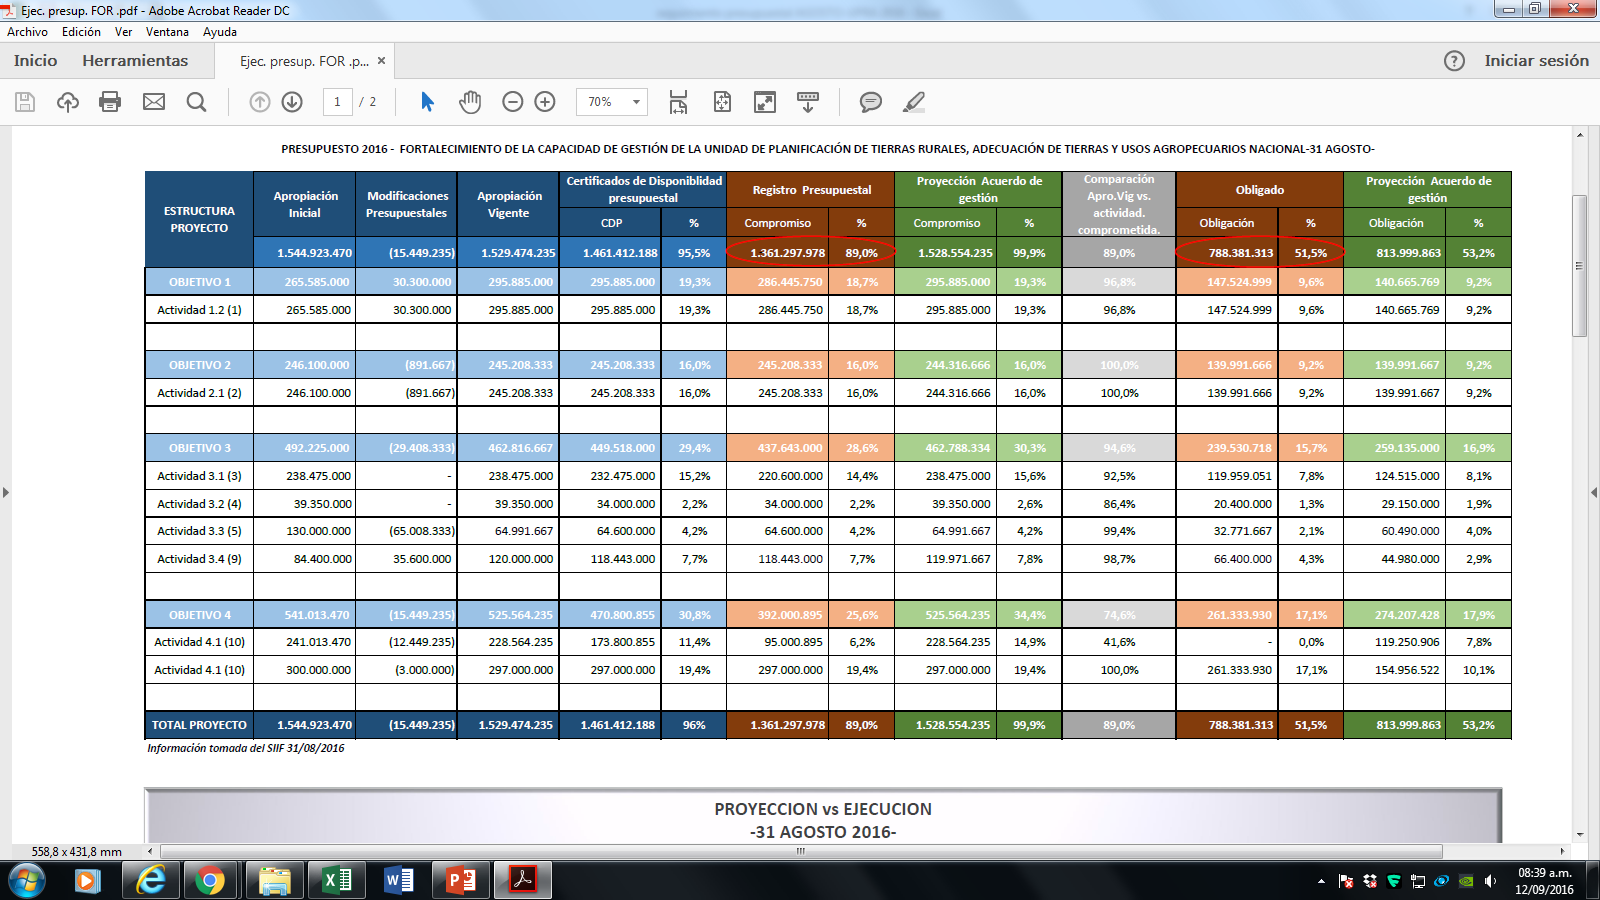 Ejec. presup. FOR .pdf - Adobe Acrobat Reader DC
Archivo Edición Ver Ventana Ayuda
Inicio Herramientas Ejec. presup. FOR .p... × ? Iniciar sesión
1 / 2 70%
PRESUPUESTO 2016 - FORTALECIMIENTO DE LA CAPACIDAD DE GESTIÓN DE LA UNIDAD DE PLANIFICACIÓN DE TIERRAS RURALES, ADECUACIÓN DE TIERRAS Y USOS AGROPECUARIOS NACIONAL-31 AGOSTO-
ESTRUCTURA PROYECTO Apropiación Inicial Modificaciones Presupuestales Apropiación Vigente Certificados de Disponiblidad presupuestal Registro Presupuestal Proyección Acuerdo de gestión Comparación Apro.Vig vs. actividad. comprometida. Obligado Proyección Acuerdo de gestión
CDP % Compromiso % Compromiso % Obligación % Obligación %
1.544.923.470 (15.449.235) 1.529.474.235 1.461.412.188 95,5% 1.361.297.978 89,0% 1.528.554.235 99,9% 89,0% 788.381.313 51,5% 813.999.863 53,2%
OBJETIVO 1 265.585.000 30.300.000 295.885.000 295.885.000 19,3% 286.445.750 18,7% 295.885.000 19,3% 96,8% 147.524.999 9,6% 140.665.769 9,2%
Actividad 1.2 (1) 265.585.000 30.300.000 295.885.000 295.885.000 19,3% 286.445.750 18,7% 295.885.000 19,3% 96,8% 147.524.999 9,6% 140.665.769 9,2%
OBJETIVO 2 246.100.000 (891.667) 245.208.333 245.208.333 16,0% 245.208.333 16,0% 244.316.666 16,0% 100,0% 139.991.666 9,2% 139.991.667 9,2%
Actividad 2.1 (2) 246.100.000 (891.667) 245.208.333 245.208.333 16,0% 245.208.333 16,0% 244.316.666 16,0% 100,0% 139.991.666 9,2% 139.991.667 9,2%
OBJETIVO 3 492.225.000 (29.408.333) 462.816.667 449.518.000 29,4% 437.643.000 28,6% 462.788.334 30,3% 94,6% 239.530.718 15,7% 259.135.000 16,9%
Actividad 3.1 (3) 238.475.000 - 238.475.000 232.475.000 15,2% 220.600.000 14,4% 238.475.000 15,6% 92,5% 119.959.051 7,8% 124.515.000 8,1%
Actividad 3.2 (4) 39.350.000 - 39.350.000 34.000.000 2,2% 34.000.000 2,2% 39.350.000 2,6% 86,4% 20.400.000 1,3% 29.150.000 1,9%
Actividad 3.3 (5) 130.000.000 (65.008.333) 64.991.667 64.600.000 4,2% 64.600.000 4,2% 64.991.667 4,2% 99,4% 32.771.667 2,1% 60.490.000 4,0%
Actividad 3.4 (9) 84.400.000 35.600.000 120.000.000 118.443.000 7,7% 118.443.000 7,7% 119.971.667 7,8% 98,7% 66.400.000 4,3% 44.980.000 2,9%
OBJETIVO 4 541.013.470 (15.449.235) 525.564.235 470.800.855 30,8% 392.000.895 25,6% 525.564.235 34,4% 74,6% 261.333.930 17,1% 274.207.428 17,9%
Actividad 4.1 (10) 241.013.470 (12.449.235) 228.564.235 173.800.855 11,4% 95.000.895 6,2% 228.564.235 14,9% 41,6% - 0,0% 119.250.906 7,8%
Actividad 4.1 (10) 300.000.000 (3.000.000) 297.000.000 297.000.000 19,4% 297.000.000 19,4% 297.000.000 19,4% 100,0% 261.333.930 17,1% 154.956.522 10,1%
TOTAL PROYECTO 1.544.923.470 (15.449.235) 1.529.474.235 1.461.412.188 96% 1.361.297.978 89,0% 1.528.554.235 99,9% 89,0% 788.381.313 51,5% 813.999.863 53,2%
Información tomada del SIIF 31/08/2016
PROYECCION vs EJECUCION
-31 AGOSTO 2016-
558,8 x 431,8 mm
08:39 a.m.
12/09/2016